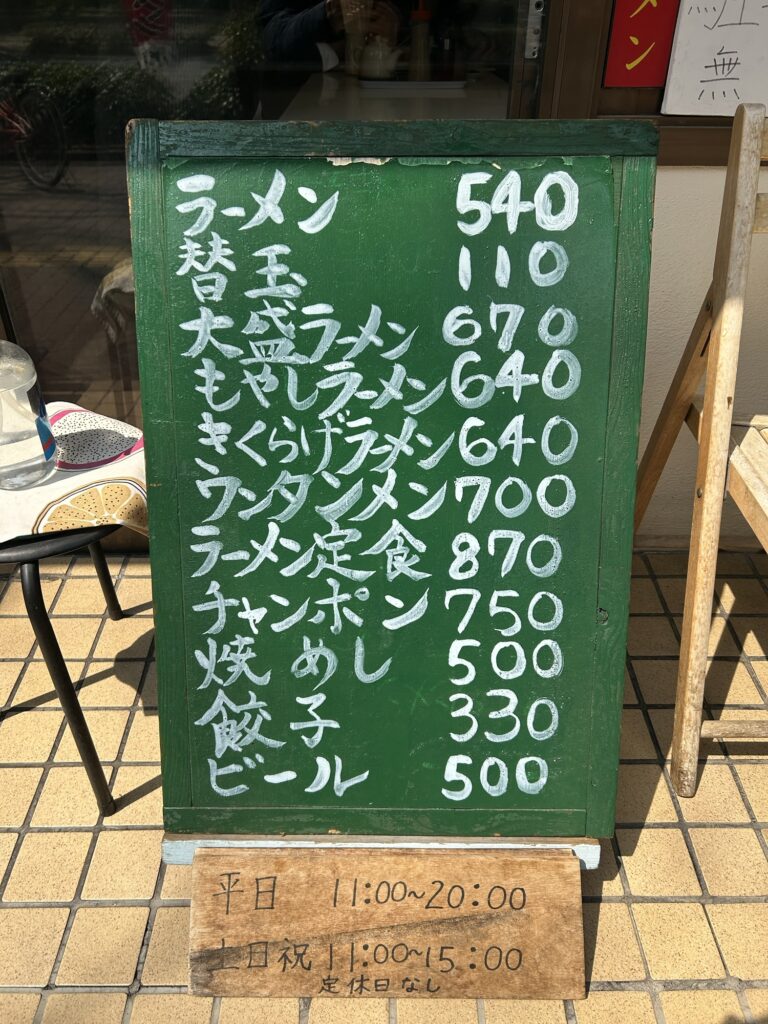 メン
無
ラーメン 540
替玉 110
大盛ラーメン 670
もやしラーメン 640
きくらげラーメン 640
ワンタンメン 700
ラーメン定食 870
チャンポン 750
焼めし 500
餃子 330
ビール 500
平日 11:00~20:00
土日祝 11:00~15:00
定休日なし